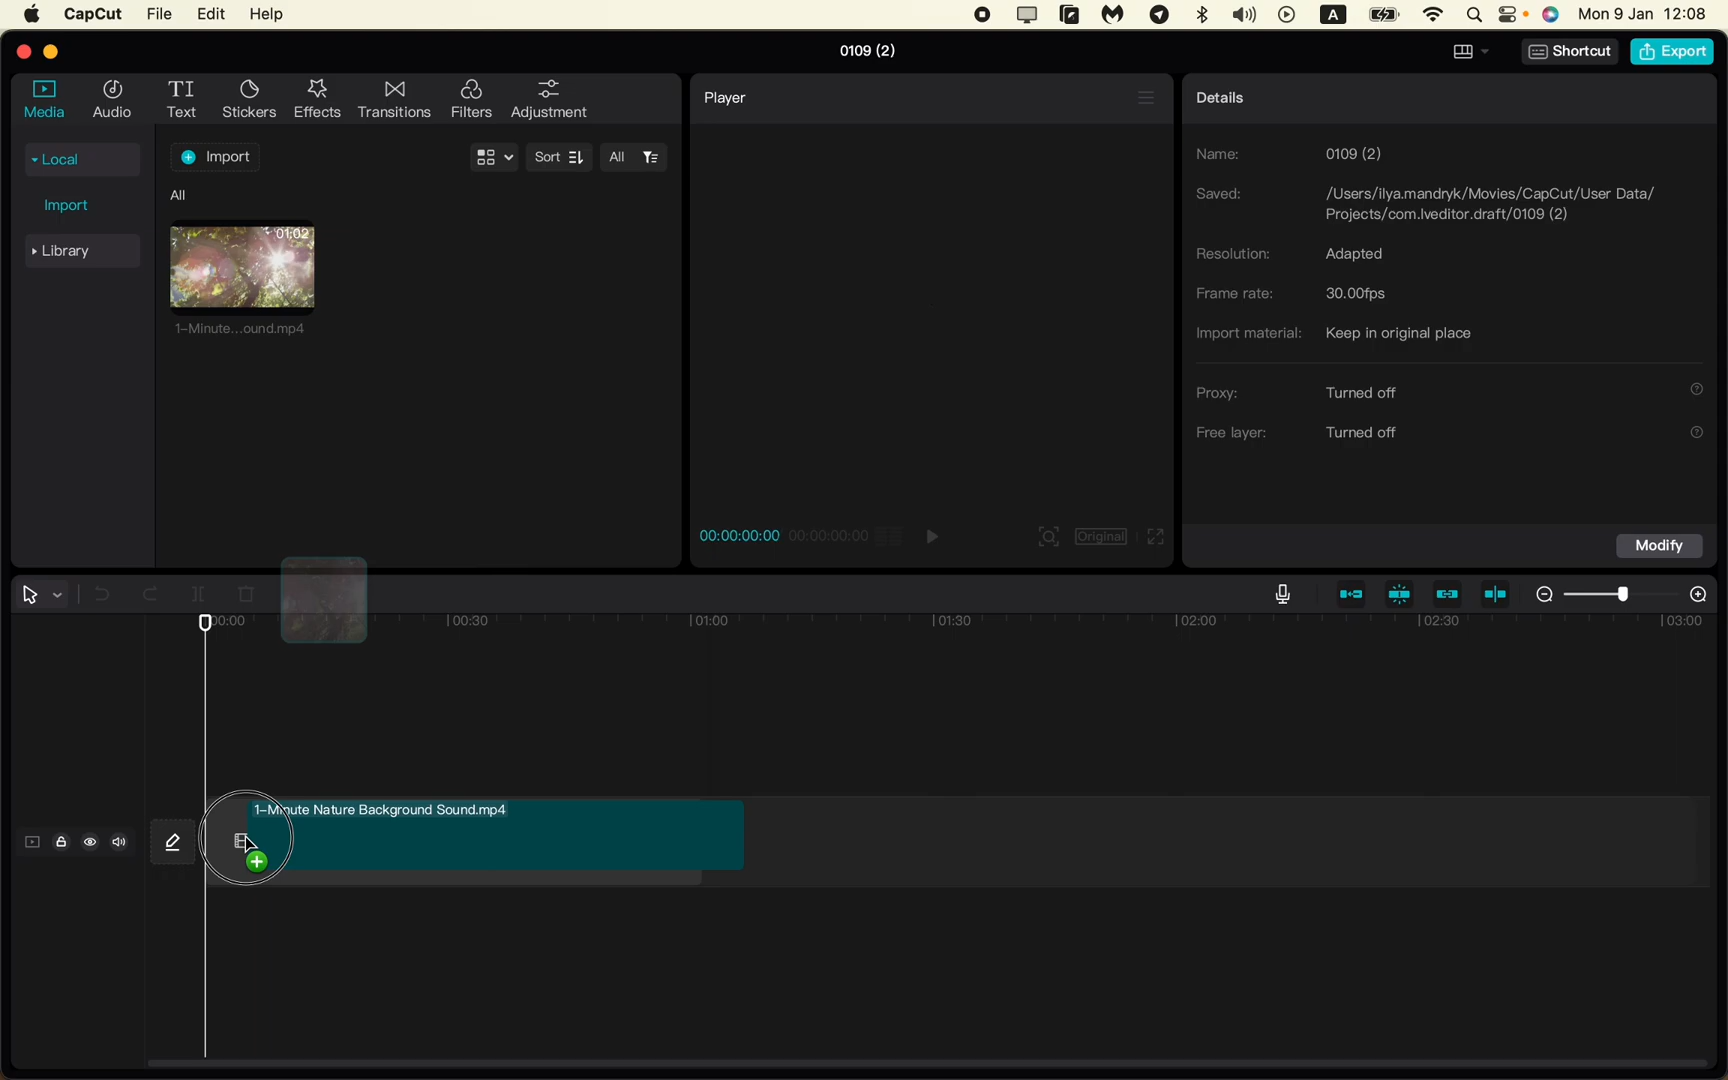 CapCut File Edit Help A Mon 9 Jan 12:08
0109 (2)
Shortcut
Export
Media
Audio
TI
Text
Stickers
Effects
Transitions
Filters
Adjustment
Player
Details
Local
Import
Library
Import
Sort
All
All
01:02
1-Minute...ound.mp4
Import
Name: 0109 (2)
Saved: /Users/ilya.mandryk/Movies/CapCut/User Data/
Projects/com.lveditor.draft/0109 (2)
Resolution: Adapted
Frame rate: 30.00fps
Import material: Keep in original place
Proxy: Turned off
Free layer: Turned off
00:00:00:00 00:00:00:00
Original
Modify
00:00 00:30 01:00 01:30 02:00 02:30 03:00
1-Minute Nature Background Sound.mp4